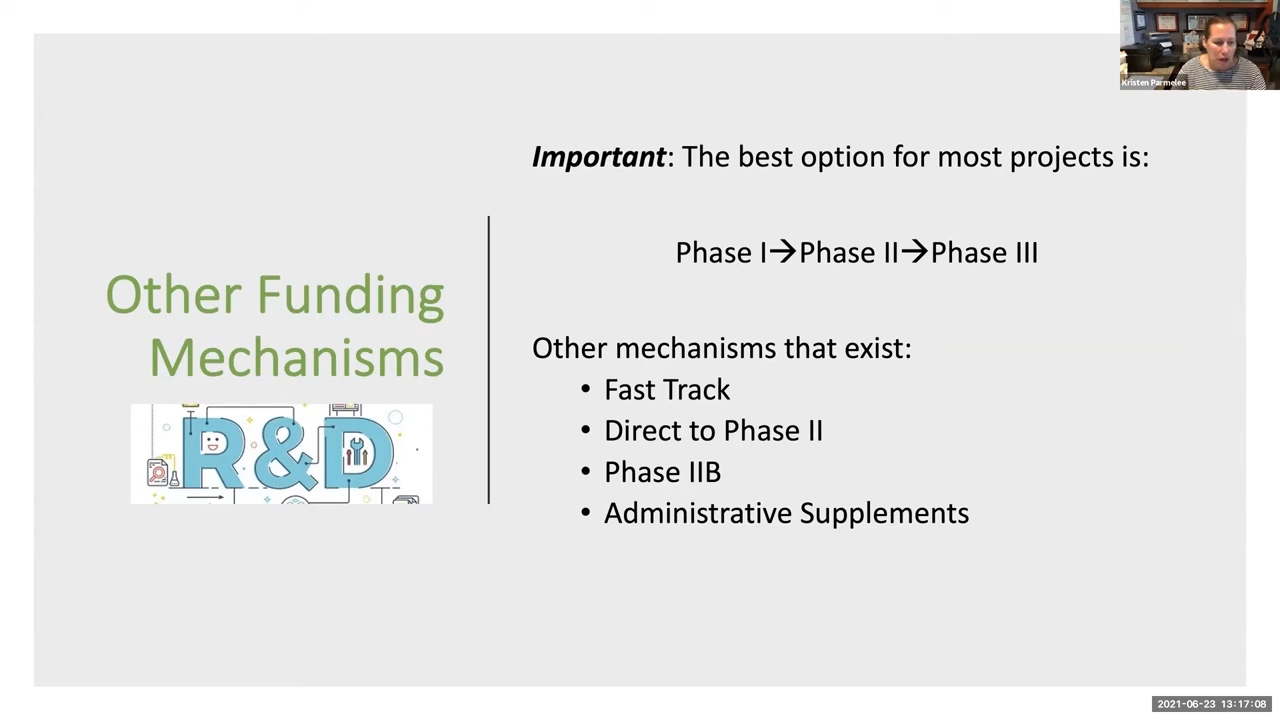 Kristen Parmelee
Important: The best option for most projects is:
Phase I→Phase II→Phase III
Other Funding
Mechanisms
R&D
Other mechanisms that exist:
• Fast Track
• Direct to Phase II
• Phase IIB
• Administrative Supplements
2021-06-23 13:17:08